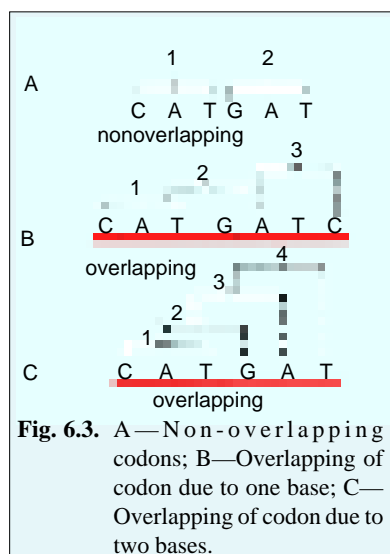 1 2
A
C A T G A T
nonoverlapping
3
2
1
C A T G A T C
B
overlapping
4
3
2
1
C
C A T G A T
overlapping
Fig. 6.3. A—Non-overlapping
codons; B—Overlapping of
codon due to one base; C—
Overlapping of codon due to
two bases.